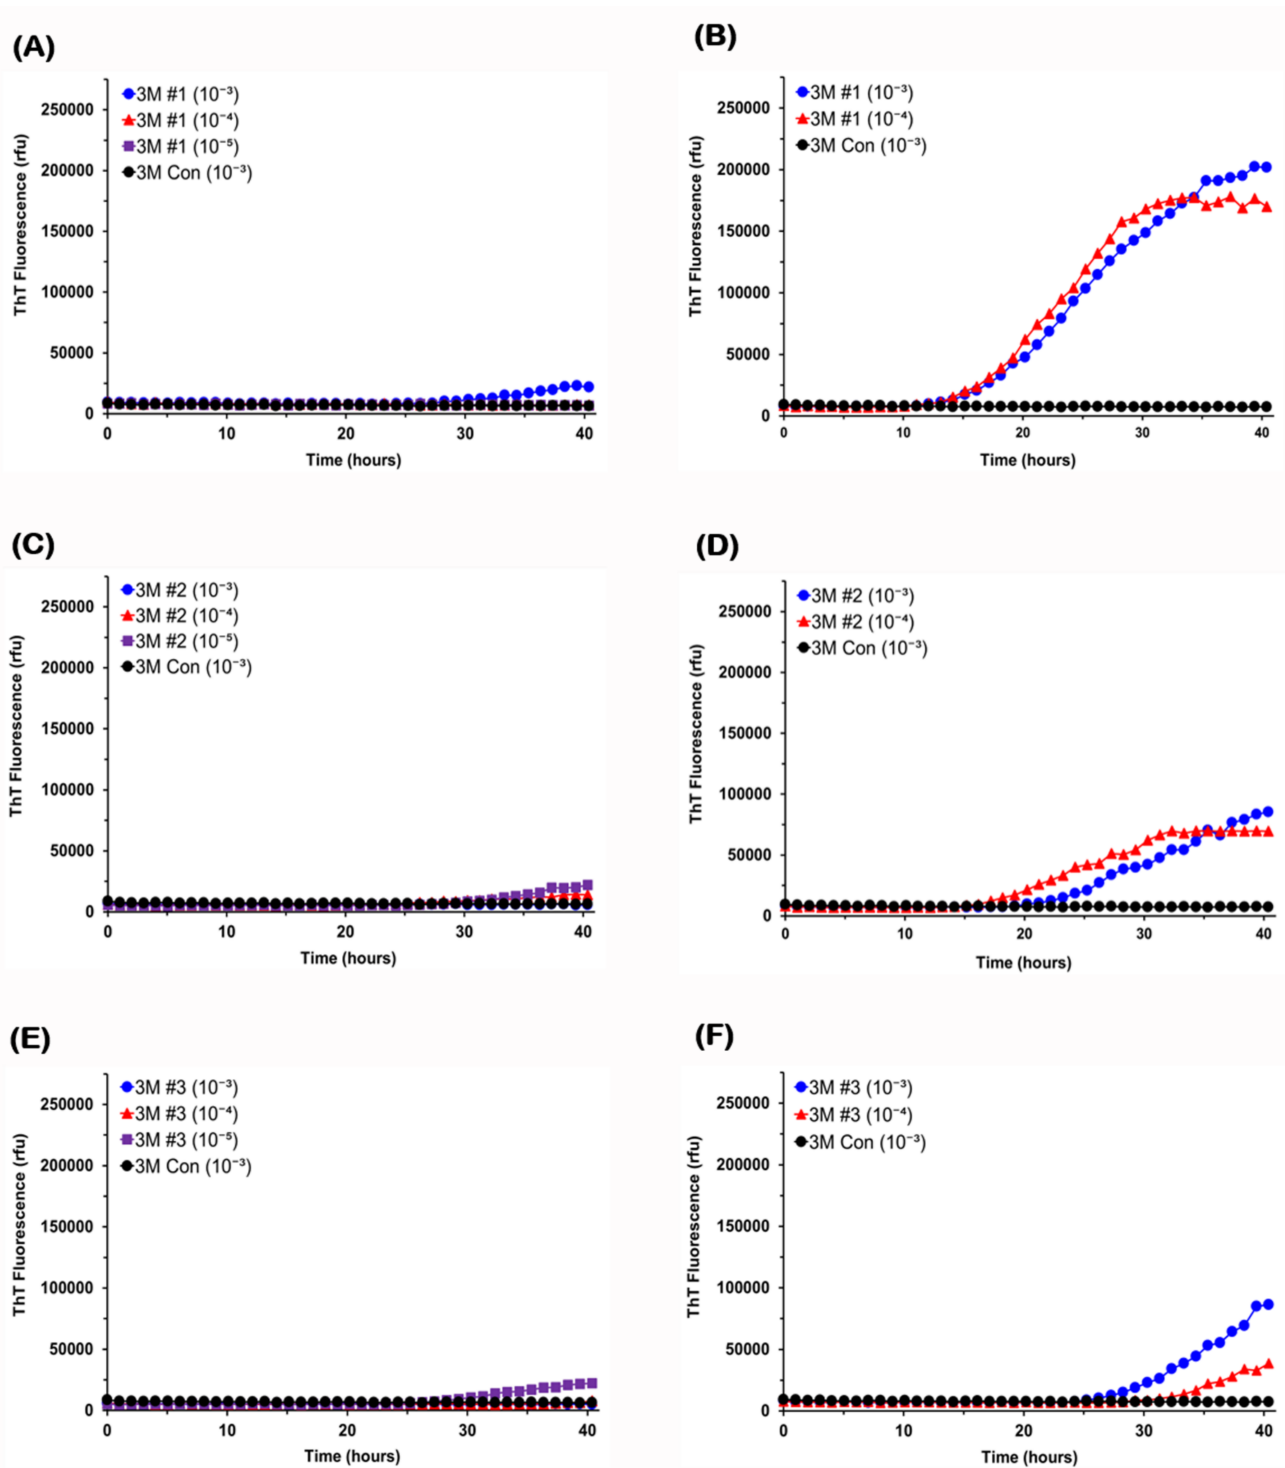 (A)
ThT Fluorescence (rfu)
250000
200000
150000
100000
50000
0
3M #1 (10⁻³)
3M #1 (10⁻⁴)
3M #1 (10⁻⁵)
3M Con (10⁻³)
0 10 20 30 40
Time (hours)
(B)
ThT Fluorescence (rfu)
250000
200000
150000
100000
50000
0
3M #1 (10⁻³)
3M #1 (10⁻⁴)
3M Con (10⁻³)
0 10 20 30 40
Time (hours)
(C)
ThT Fluorescence (rfu)
250000
200000
150000
100000
50000
0
3M #2 (10⁻³)
3M #2 (10⁻⁴)
3M #2 (10⁻⁵)
3M Con (10⁻³)
0 10 20 30 40
Time (hours)
(D)
ThT Fluorescence (rfu)
250000
200000
150000
100000
50000
0
3M #2 (10⁻³)
3M #2 (10⁻⁴)
3M Con (10⁻³)
0 10 20 30 40
Time (hours)
(E)
ThT Fluorescence (rfu)
250000
200000
150000
100000
50000
0
3M #3 (10⁻³)
3M #3 (10⁻⁴)
3M #3 (10⁻⁵)
3M Con (10⁻³)
0 10 20 30 40
Time (hours)
(F)
ThT Fluorescence (rfu)
250000
200000
150000
100000
50000
0
3M #3 (10⁻³)
3M #3 (10⁻⁴)
3M Con (10⁻³)
0 10 20 30 40
Time (hours)